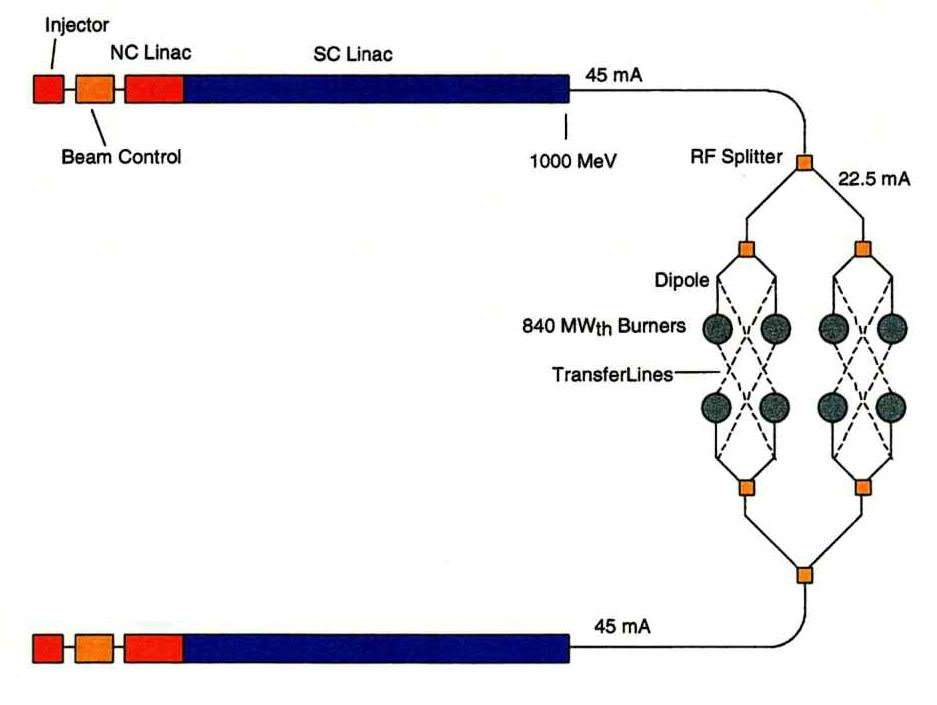 Injector
NC Linac
SC Linac
45 mA
Beam Control
1000 MeV
RF Splitter
22.5 mA
Dipole
840 MWth Burners
TransferLines
45 mA